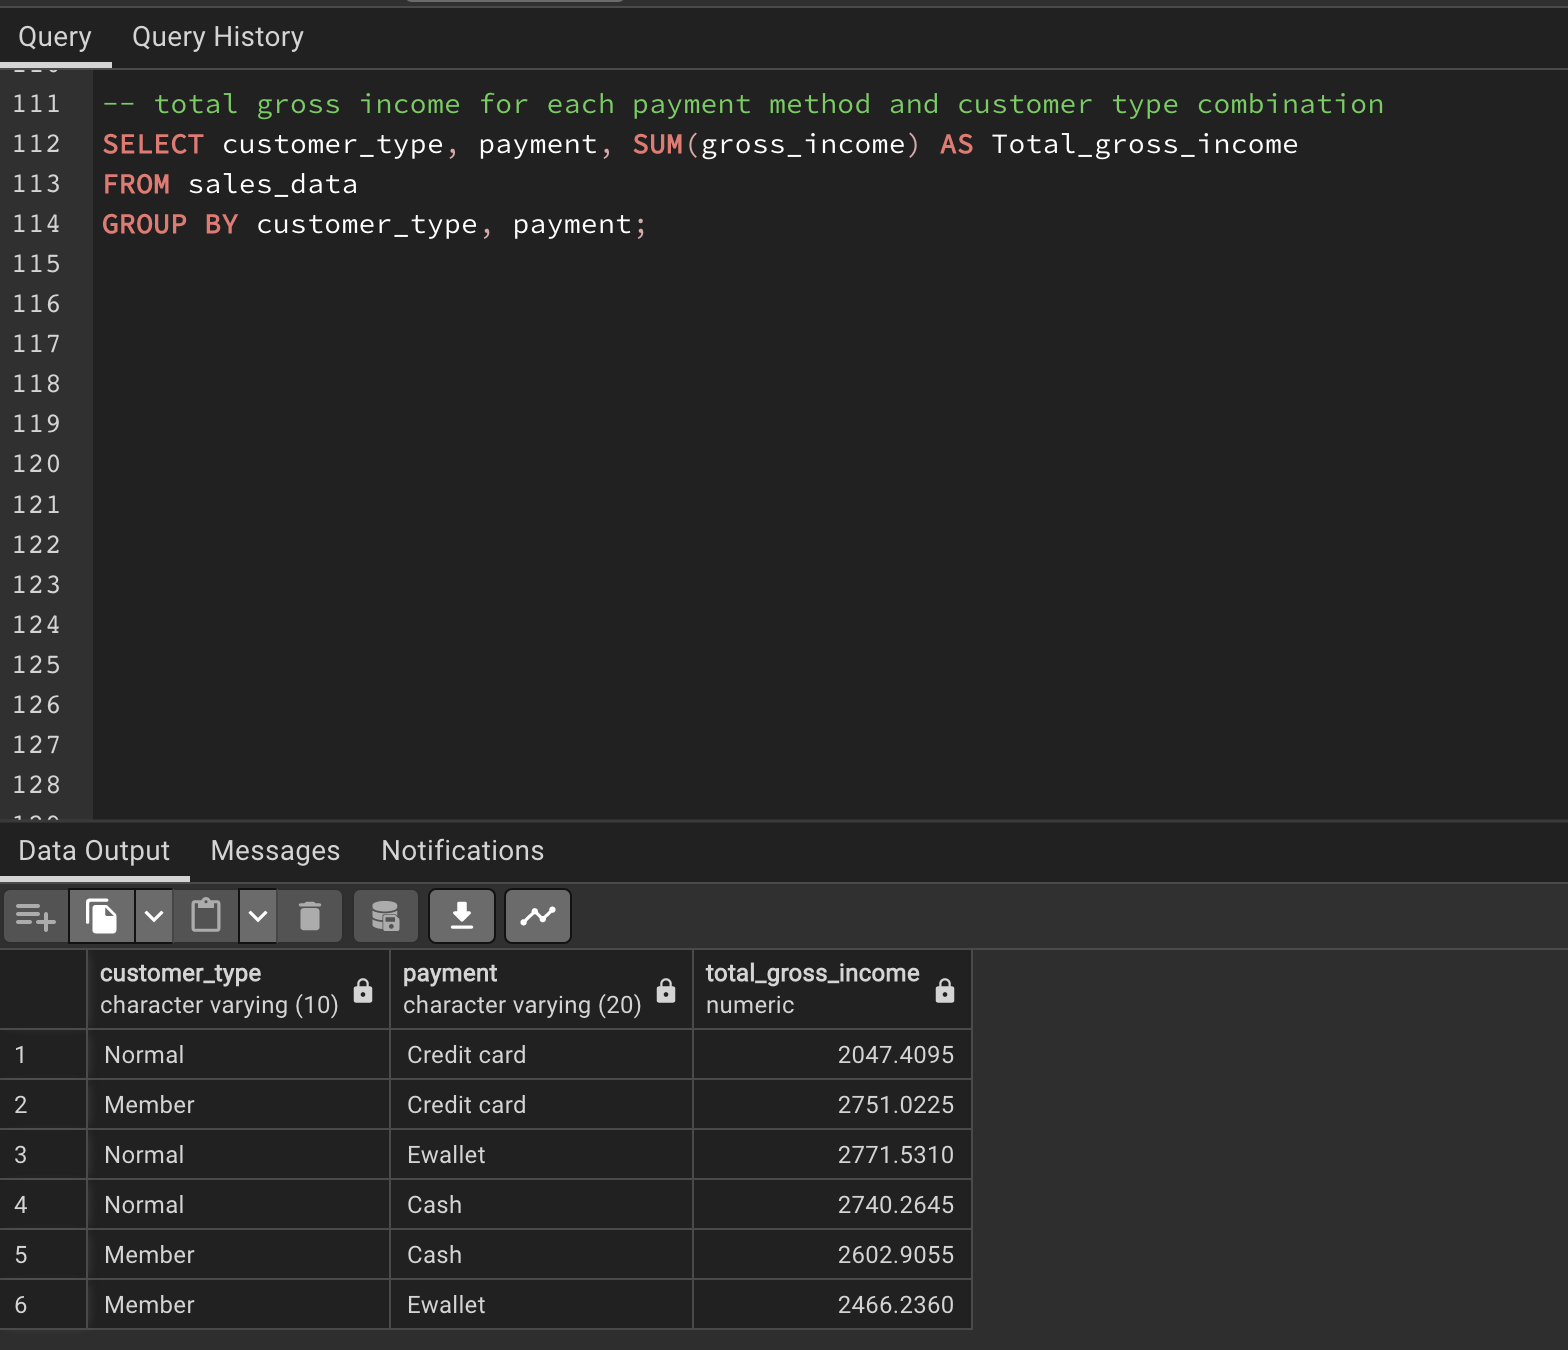 Query Query History
111 -- total gross income for each payment method and customer type combination
112 SELECT customer_type, payment, SUM(gross_income) AS Total_gross_income
113 FROM sales_data
114 GROUP BY customer_type, payment;
115
116
117
118
119
120
121
122
123
124
125
126
127
128
Data Output Messages Notifications
customer_type payment total_gross_income
character varying (10) character varying (20) numeric
1 Normal Credit card 2047.4095
2 Member Credit card 2751.0225
3 Normal Ewallet 2771.5310
4 Normal Cash 2740.2645
5 Member Cash 2602.9055
6 Member Ewallet 2466.2360